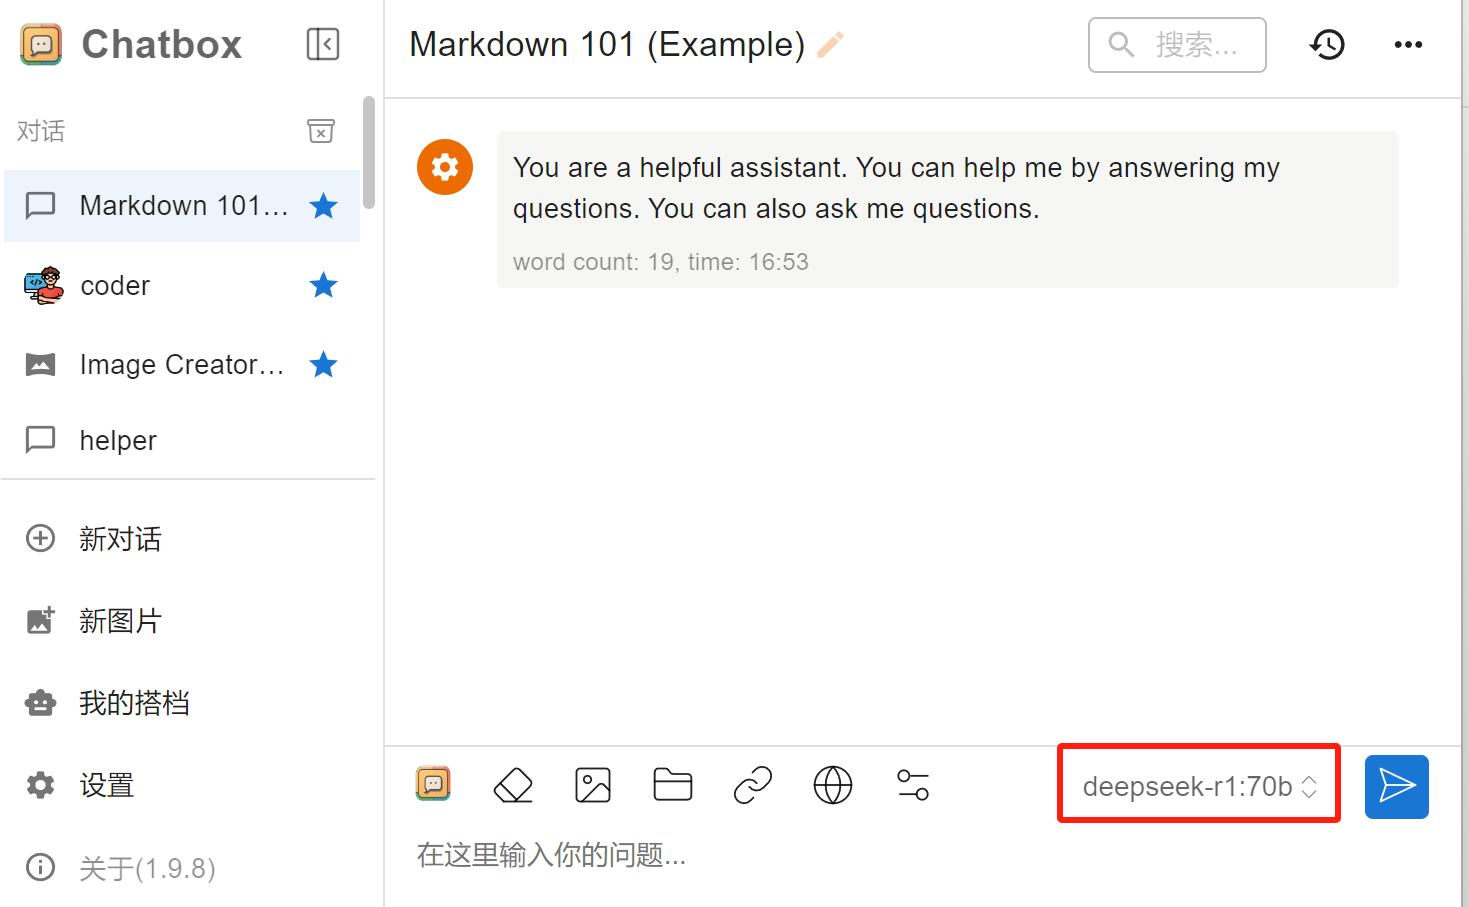 Chatbox
对话
Markdown 101...
coder
Image Creator...
helper
新对话
新图片
我的搭档
设置
关于(1.9.8)
Markdown 101 (Example)
搜索...
You are a helpful assistant. You can help me by answering my
questions. You can also ask me questions.
word count: 19, time: 16:53
deepseek-r1:70b
在这里输入你的问题...